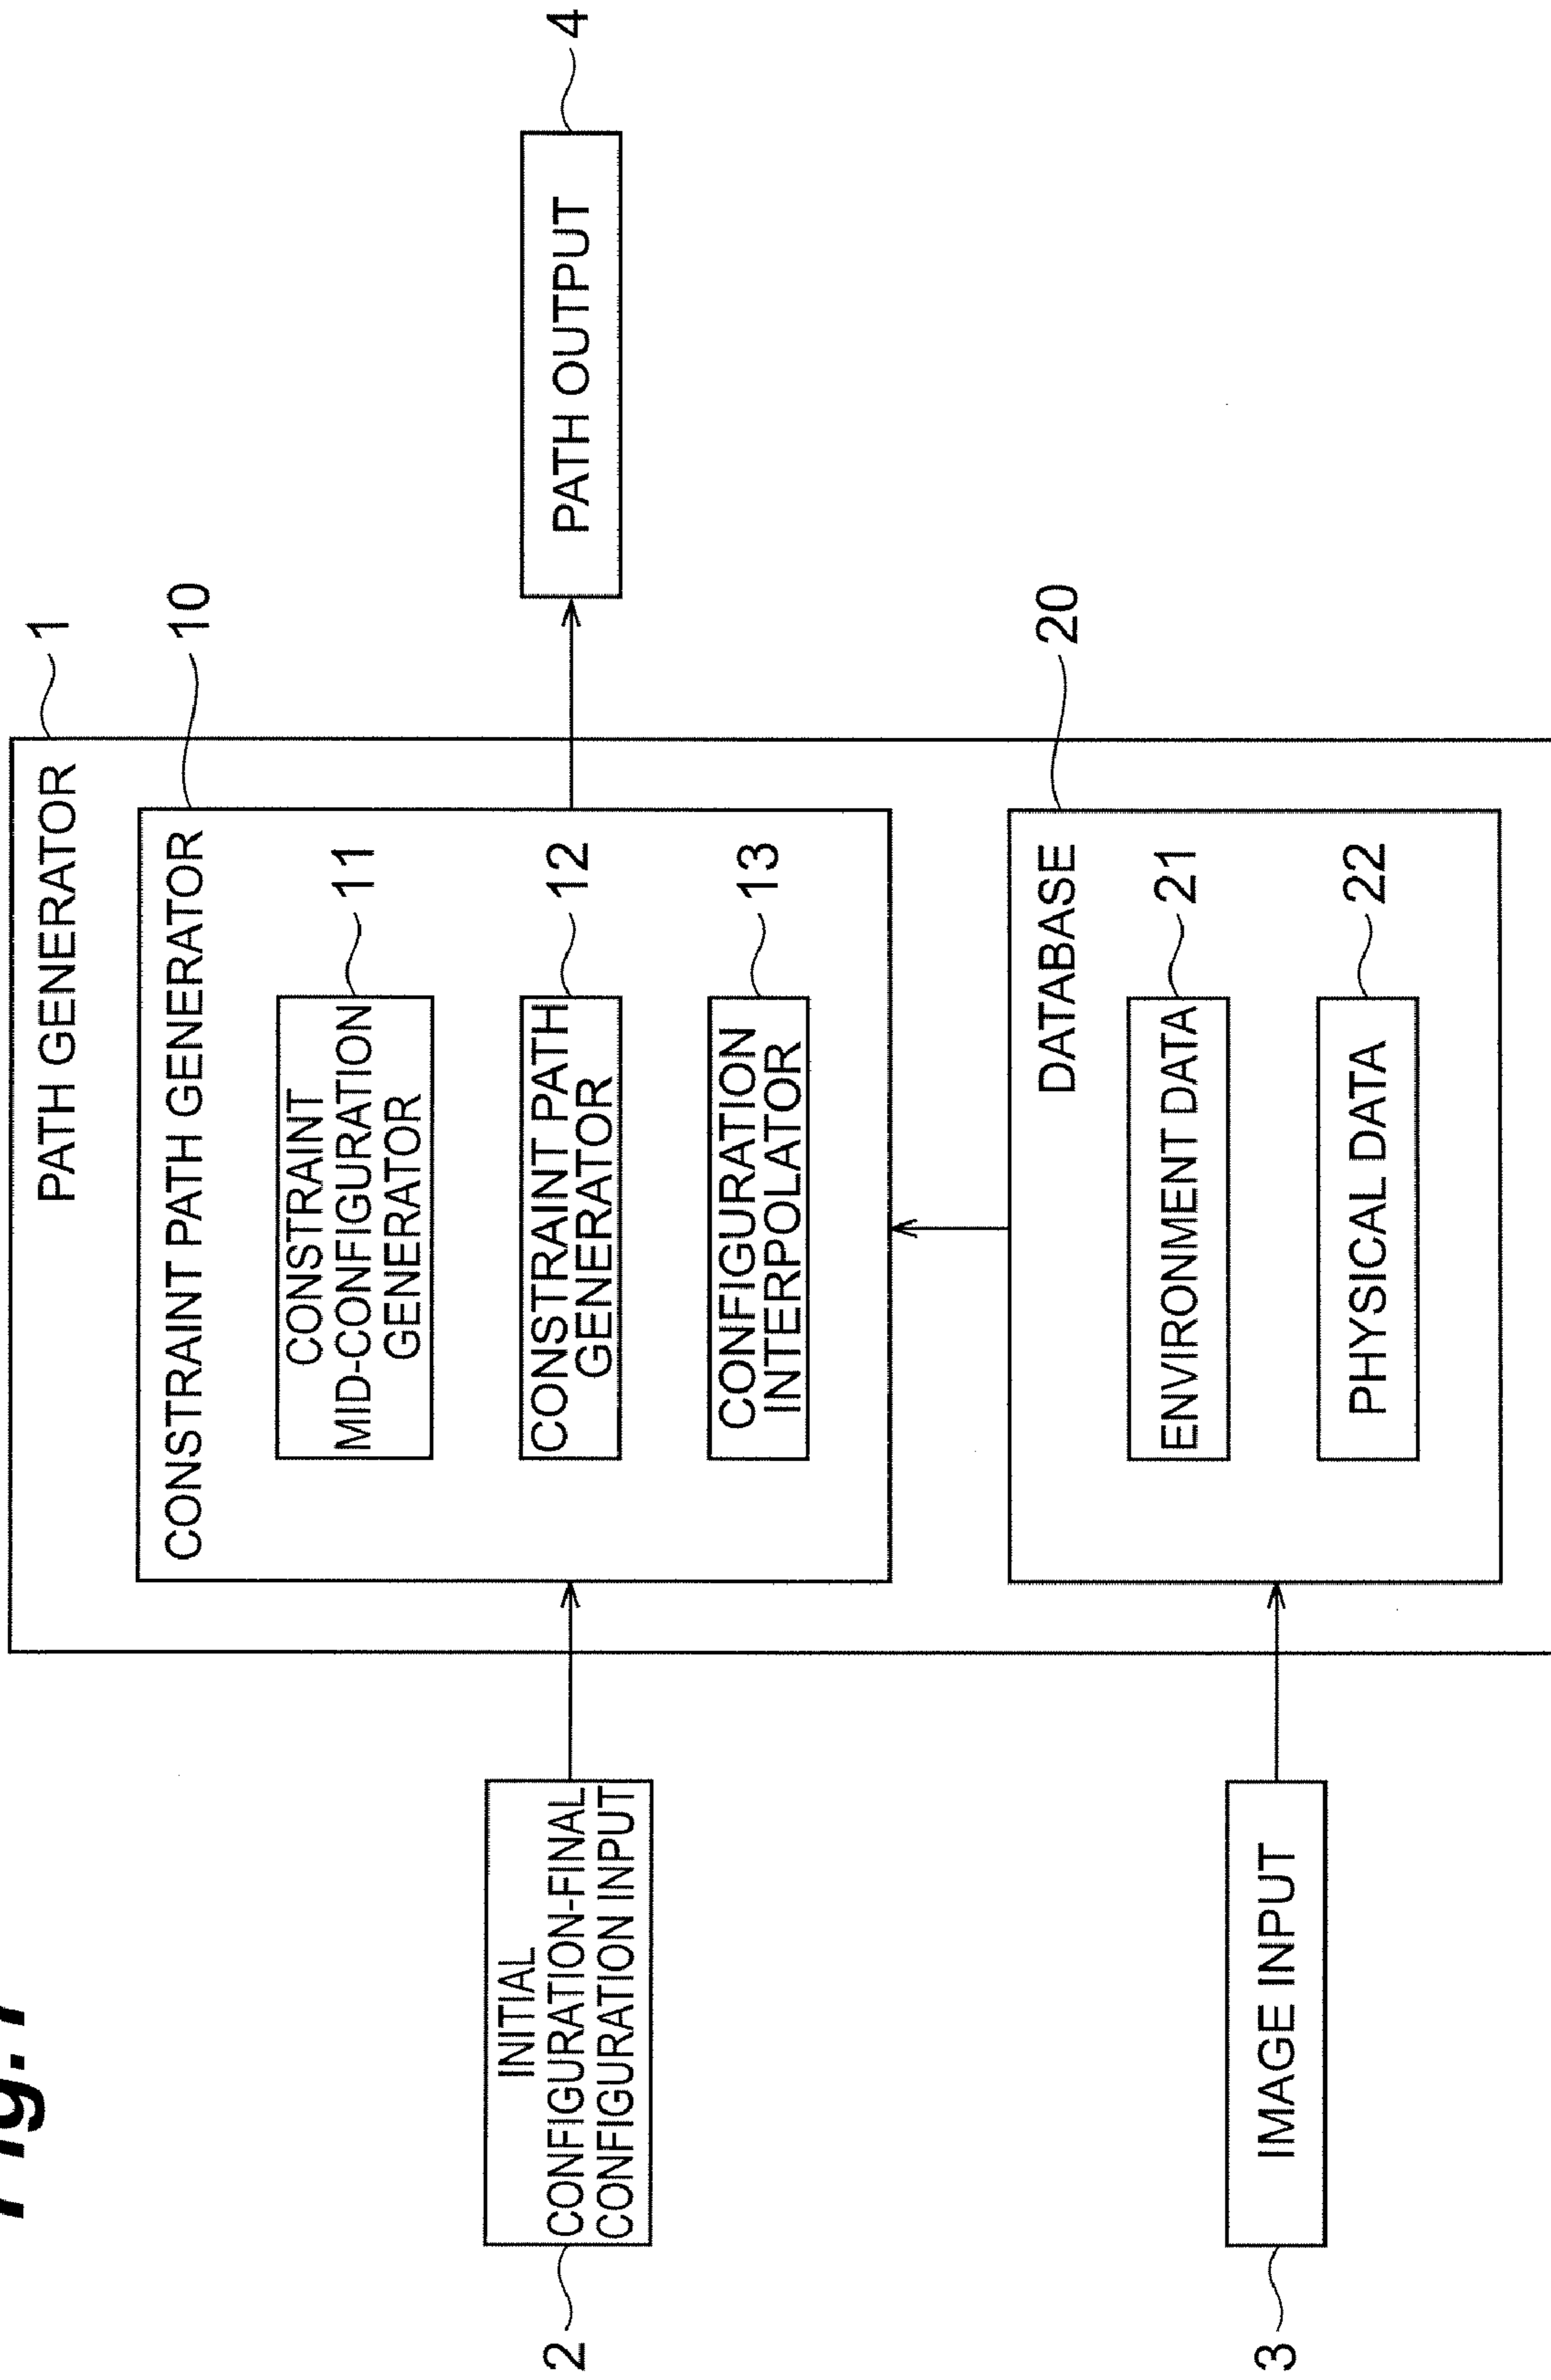 Fig.1
PATH GENERATOR
1
CONSTRAINT PATH GENERATOR
10
CONSTRAINT
MID-CONFIGURATION
GENERATOR
11
CONSTRAINT PATH
GENERATOR
12
CONFIGURATION
INTERPOLATOR
13
INITIAL
CONFIGURATION-FINAL
CONFIGURATION INPUT
2
PATH OUTPUT
4
DATABASE
20
ENVIRONMENT DATA
21
PHYSICAL DATA
22
IMAGE INPUT
3